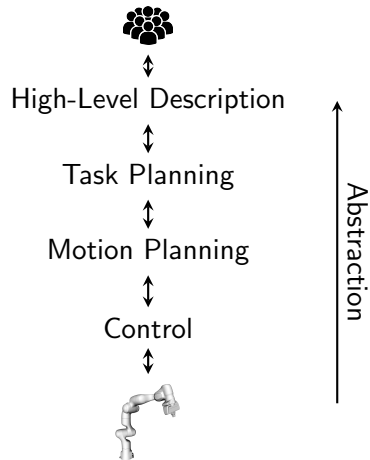 High-Level Description
Task Planning
Motion Planning
Control
Abstraction